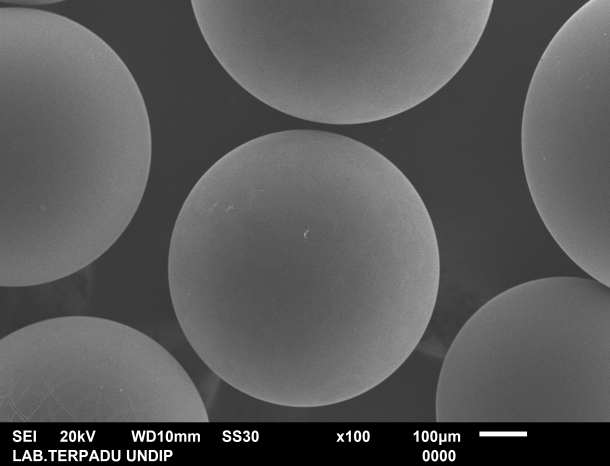 SEI 20kV WD10mm SS30 x100 100µm
LAB.TERPADU UNDIP 0000